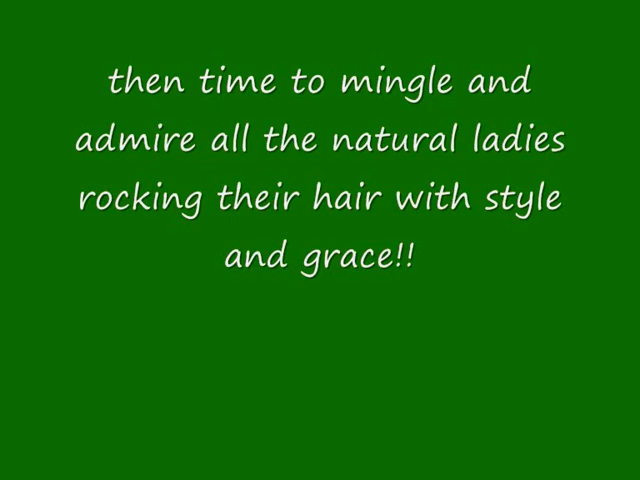 then time to mingle and
admire all the natural ladies
rocking their hair with style
and grace!!